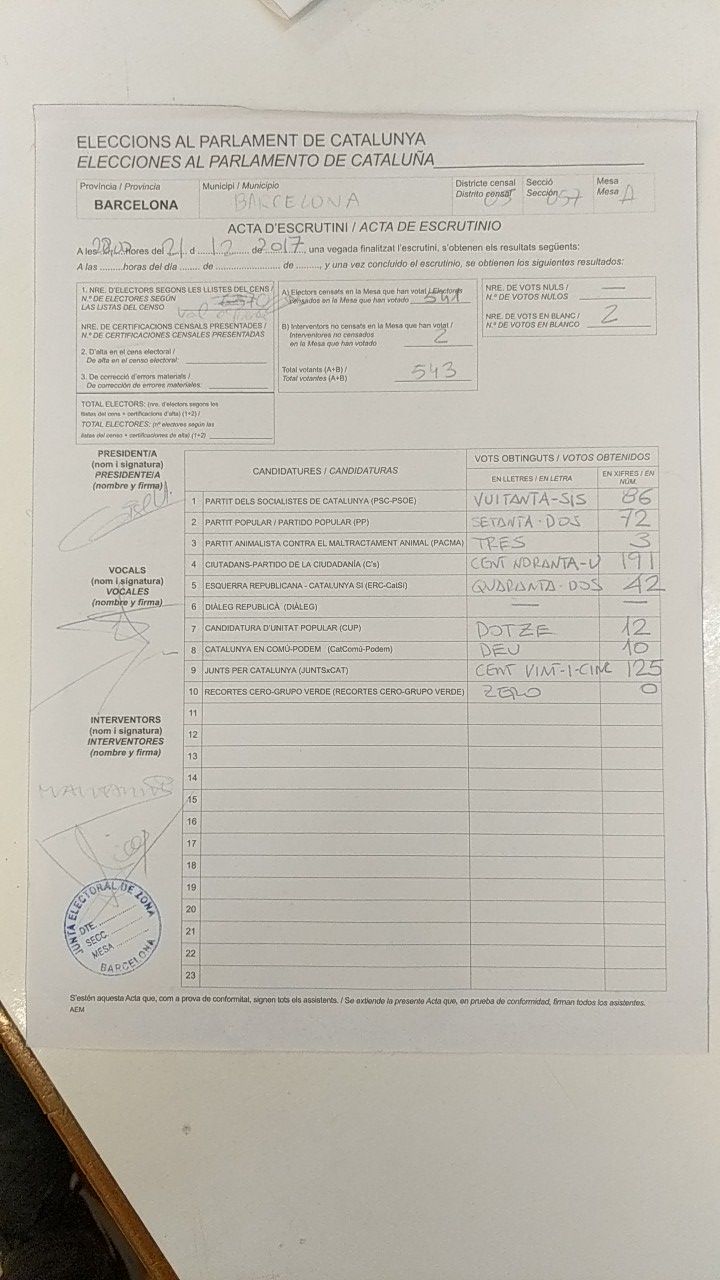 ELECCIONS AL PARLAMENT DE CATALUNYA
ELECCIONES AL PARLAMENTO DE CATALUÑA
Província / Provincia
BARCELONA
Municipi / Municipio
BARCELONA
Districte censal
Distrito censal 05
Secció
Sección 057
Mesa
Mesa A
ACTA D'ESCRUTINI / ACTA DE ESCRUTINIO
A les ... hores del 21 d 12 de 2017, una vegada finalitzat l'escrutini, s'obtenen els resultats següents:
A las ........horas del día ...... de ..................... de ........, y una vez concluido el escrutinio, se obtienen los siguientes resultados:
1. NRE. D'ELECTORS SEGONS LES LLISTES DEL CENS /
N.º DE ELECTORES SEGÚN
LAS LISTAS DEL CENSO
NRE. DE CERTIFICACIONS CENSALS PRESENTADES /
N.º DE CERTIFICACIONES CENSALES PRESENTADAS
2. D'alta en el cens electoral /
De alta en el censo electoral:
3. De correcció d'errors materials /
De corrección de errores materiales:
TOTAL ELECTORS: (nre. d'electors segons les
llistes del cens + certificacions d'alta) (1+2) /
TOTAL ELECTORES: (nº electores según las
listas del censo + certificaciones de alta) (1+2)
A) Electors censats en la Mesa que han votat / Electores
censados en la Mesa que han votado 541
B) Interventors no censats en la Mesa que han votat /
Interventores no censados
en la Mesa que han votado 2
Total votants (A+B) /
Total votantes (A+B) 543
NRE. DE VOTS NULS /
N.º DE VOTOS NULOS —
NRE. DE VOTS EN BLANC /
N.º DE VOTOS EN BLANCO 2
PRESIDENT/A
(nom i signatura)
PRESIDENTE/A
(nombre y firma)
VOCALS
(nom i signatura)
VOCALES
(nombre y firma)
INTERVENTORS
(nom i signatura)
INTERVENTORES
(nombre y firma)
CANDIDATURES / CANDIDATURAS
VOTS OBTINGUTS / VOTOS OBTENIDOS
EN LLETRES / EN LETRA
EN XIFRES / EN NÚM.
1 PARTIT DELS SOCIALISTES DE CATALUNYA (PSC-PSOE) VUITANTA-SIS 86
2 PARTIT POPULAR / PARTIDO POPULAR (PP) SETANTA-DOS 72
3 PARTIT ANIMALISTA CONTRA EL MALTRACTAMENT ANIMAL (PACMA) TRES 3
4 CIUTADANS-PARTIDO DE LA CIUDADANÍA (C's) CENT NORANTA-U 191
5 ESQUERRA REPUBLICANA - CATALUNYA SI (ERC-CatSI) QUARANTA-DOS 42
6 DIÀLEG REPUBLICÀ (DIÀLEG) — —
7 CANDIDATURA D'UNITAT POPULAR (CUP) DOTZE 12
8 CATALUNYA EN COMÚ-PODEM (CatComú-Podem) DEU 10
9 JUNTS PER CATALUNYA (JUNTSxCAT) CENT VINT-I-CINC 125
10 RECORTES CERO-GRUPO VERDE (RECORTES CERO-GRUPO VERDE) ZERO 0
11
12
13
14
15
16
17
18
19
20
21
22
23
JUNTA ELECTORAL DE ZONA
DTE.
SECC.
MESA
BARCELONA
S'estén aquesta Acta que, com a prova de conformitat, signen tots els assistents. / Se extiende la presente Acta que, en prueba de conformidad, firman todos los asistentes.
AEM